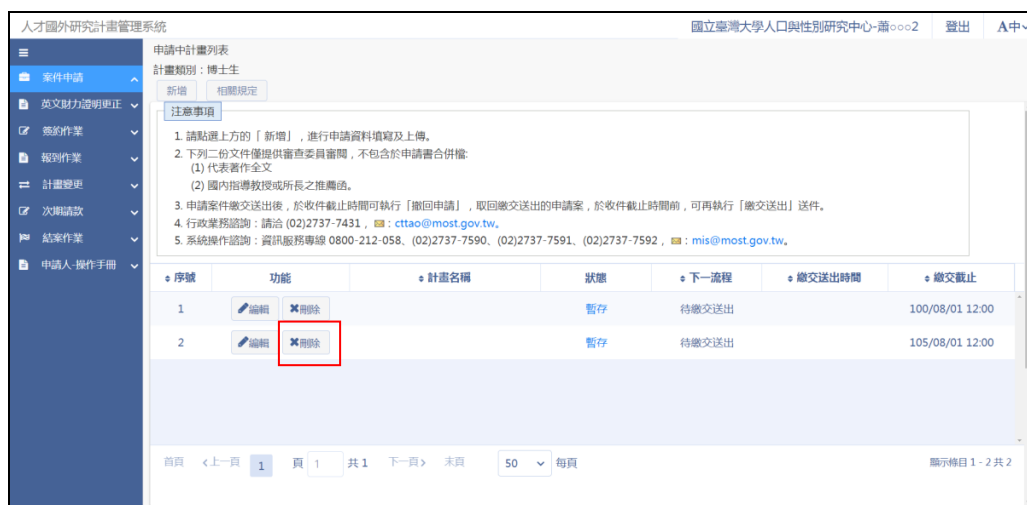 人才國外研究計畫管理系統 國立臺灣大學人口與性別研究中心-蕭○○○2 登出 A中
申請中計畫列表
計畫類別：博士生
案件申請
英文財力證明更正
簽約作業
報到作業
計畫變更
次期請款
結案作業
申請人-操作手冊
新增 相關規定
注意事項
1. 請點選上方的「 新增」，進行申請資料填寫及上傳。
2. 下列二份文件僅提供審查委員審閱，不包含於申請書合併檔:
(1) 代表著作全文
(2) 國內指導教授或所長之推薦函。
3. 申請案件繳交送出後，於收件截止時間可執行「撤回申請」，取回繳交送出的申請案，於收件截止時間前，可再執行「繳交送出」送件。
4. 行政業務諮詢：請洽 (02)2737-7431，✉：cttao@most.gov.tw。
5. 系統操作諮詢：資訊服務專線 0800-212-058、(02)2737-7590、(02)2737-7591、(02)2737-7592，✉：mis@most.gov.tw。
序號 功能 計畫名稱 狀態 下一流程 繳交送出時間 繳交截止
1 編輯 刪除 暫存 待繳交送出 100/08/01 12:00
2 編輯 刪除 暫存 待繳交送出 105/08/01 12:00
首頁 上一頁 1 頁 1 共 1 下一頁 末頁 50 每頁 顯示條目 1 - 2 共 2